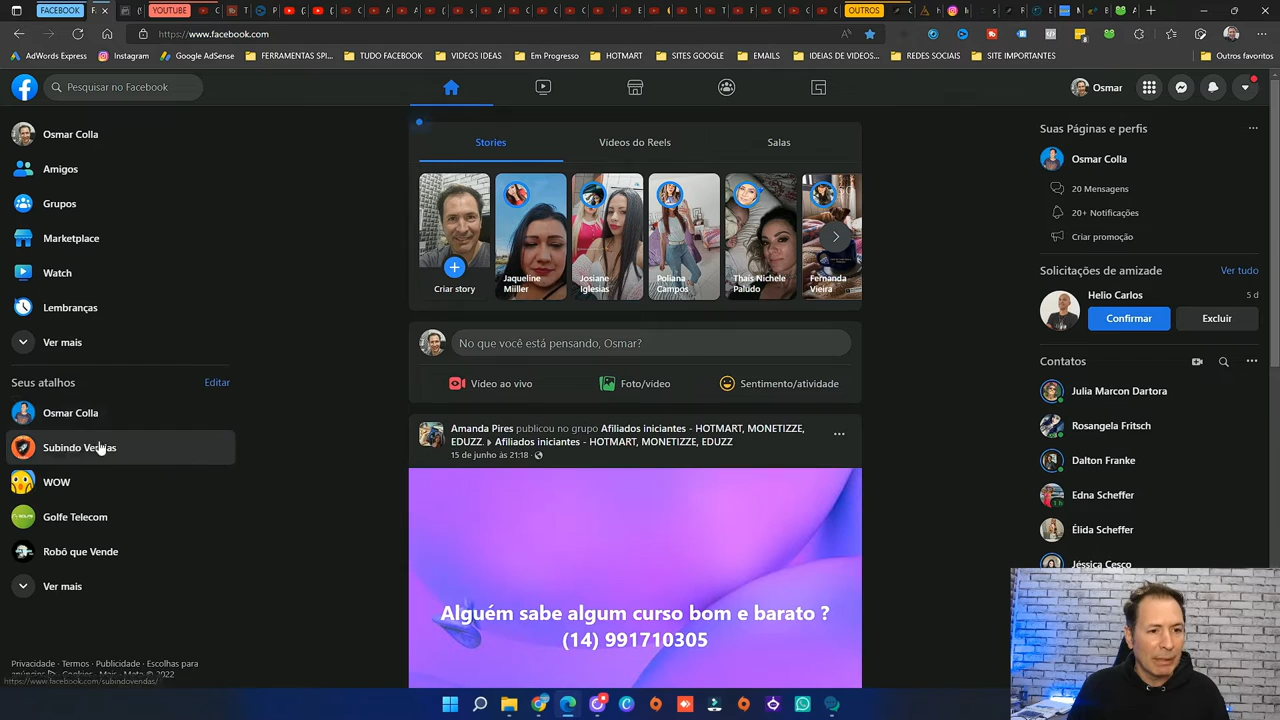 FACEBOOK
YOUTUBE
OUTROS
https://www.facebook.com
AdWords Express
Instagram
Google AdSense
FERRAMENTAS SPI...
TUDO FACEBOOK
VIDEOS IDEAS
Em Progresso
HOTMART
SITES GOOGLE
EMAILS
IDEIAS DE VIDEOS...
REDES SOCIAIS
SITE IMPORTANTES
Outros favoritos
Pesquisar no Facebook
Osmar
Osmar Colla
Amigos
Grupos
Marketplace
Watch
Lembranças
Ver mais
Seus atalhos
Editar
Osmar Colla
Subindo Vendas
WOW
Golfe Telecom
Robô que Vende
Ver mais
Privacidade · Termos · Publicidade · Escolhas para
anúncios · Cookies · Mais · Meta © 2022
https://www.facebook.com/subindovendas/
Stories
Vídeos do Reels
Salas
Criar story
Jaqueline
Miiller
Josiane
Iglesias
Poliana
Campos
Thais Nichele
Paludo
Fernanda
Vieira
No que você está pensando, Osmar?
Vídeo ao vivo
Foto/vídeo
Sentimento/atividade
Amanda Pires publicou no grupo Afiliados iniciantes - HOTMART, MONETIZZE,
EDUZZ. Afiliados iniciantes - HOTMART, MONETIZZE, EDUZZ
15 de junho às 21:18 ·
Alguém sabe algum curso bom e barato ?
(14) 991710305
Suas Páginas e perfis
Osmar Colla
20 Mensagens
20+ Notificações
Criar promoção
Solicitações de amizade
Ver tudo
Helio Carlos
5 d
Confirmar
Excluir
Contatos
Julia Marcon Dartora
Rosangela Fritsch
Dalton Franke
Edna Scheffer
1 h
Élida Scheffer
Jéssica Cesco